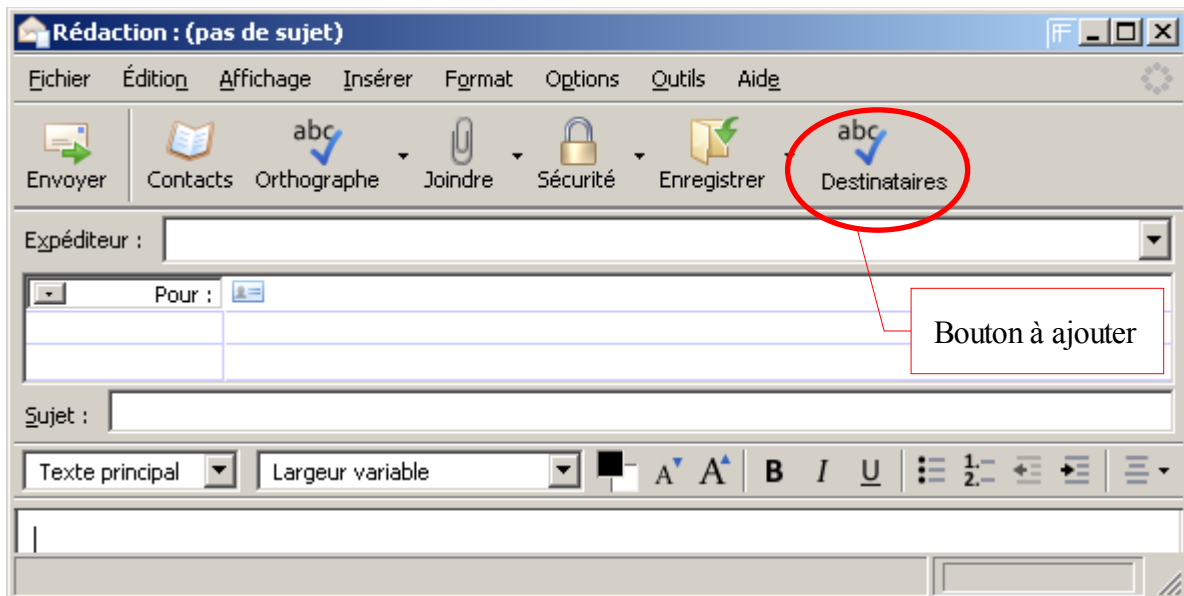 Rédaction : (pas de sujet)
Fichier Édition Affichage Insérer Format Options Outils Aide
abc abc
Envoyer Contacts Orthographe Joindre Sécurité Enregistrer Destinataires
Expéditeur :
Pour :
Bouton à ajouter
Sujet :
Texte principal Largeur variable A A B I U 1. 2.